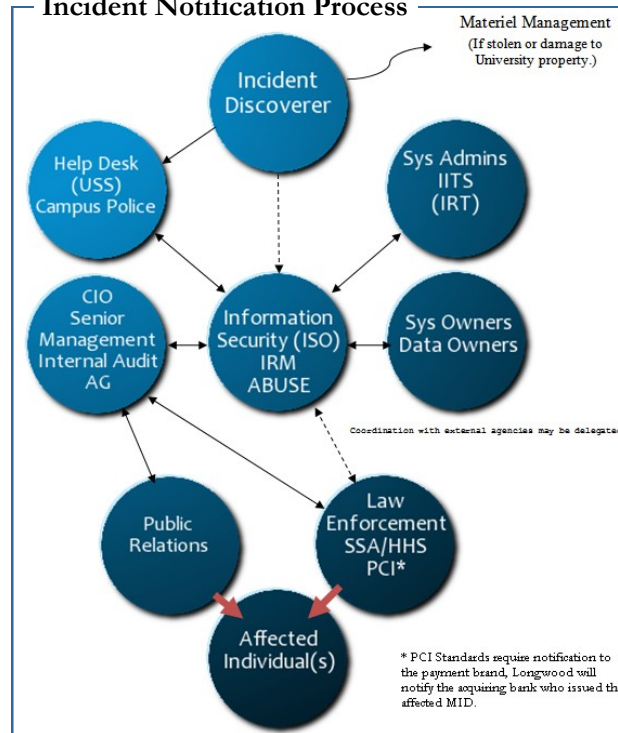 Incident Notification Process
Materiel Management
(If stolen or damage to
University property.)
Incident
Discoverer
Help Desk
(USS)
Campus Police
Sys Admins
IITS
(IRT)
CIO
Senior
Management
Internal Audit
AG
Information
Security (ISO)
IRM
ABUSE
Sys Owners
Data Owners
Coordination with external agencies may be delegated
Public
Relations
Law
Enforcement
SSA/HHS
PCI*
Affected
Individual(s)
* PCI Standards require notification to
the payment brand, Longwood will
notify the acquiring bank who issued th
affected MID.